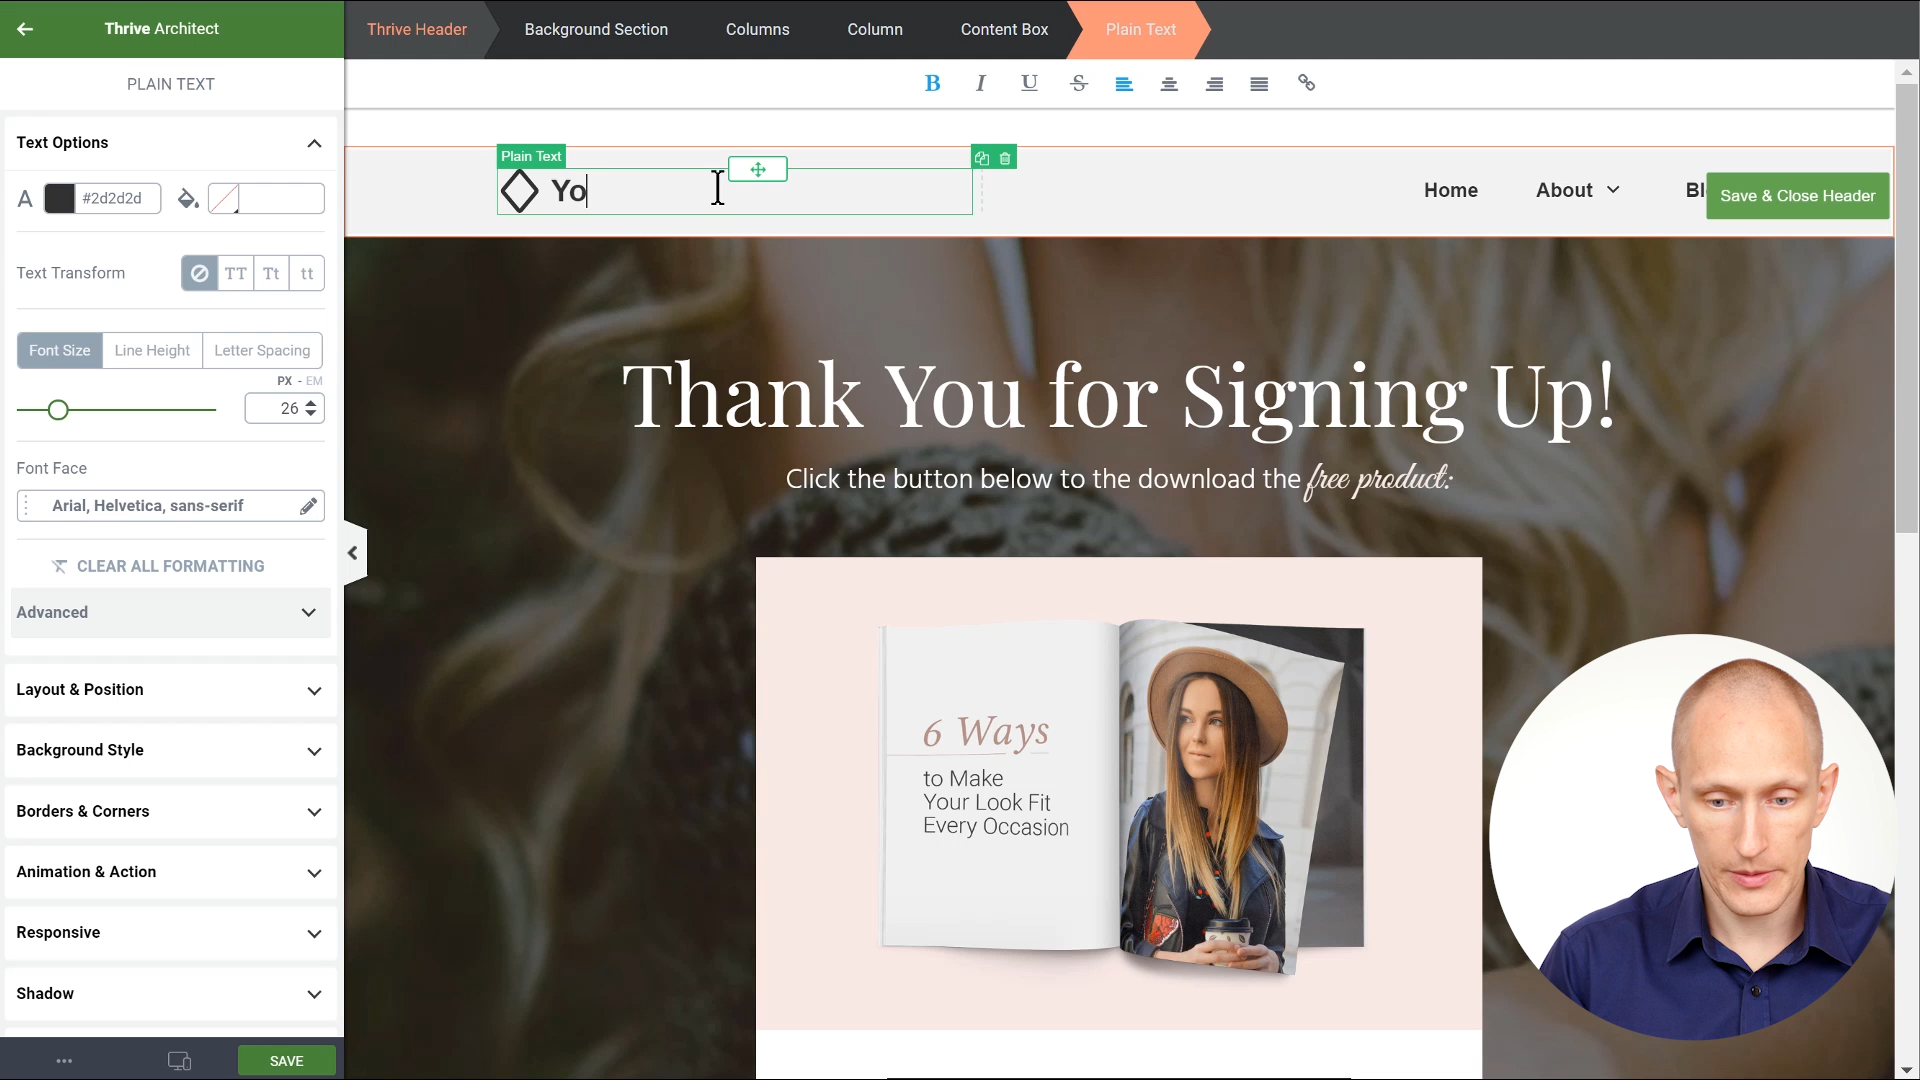 Thrive Architect
Thrive Header
Background Section
Columns
Column
Content Box
Plain Text
PLAIN TEXT
B I U S
Text Options
A
#2d2d2d
Text Transform
TT
Tt
tt
Font Size
Line Height
Letter Spacing
PX - EM
26
Font Face
Arial, Helvetica, sans-serif
CLEAR ALL FORMATTING
Advanced
Layout & Position
Background Style
Borders & Corners
Animation & Action
Responsive
Shadow
SAVE
Plain Text
Yo
Home
About
Bl
Save & Close Header
Thank You for Signing Up!
Click the button below to the download the free product:
6 Ways
to Make
Your Look Fit
Every Occasion